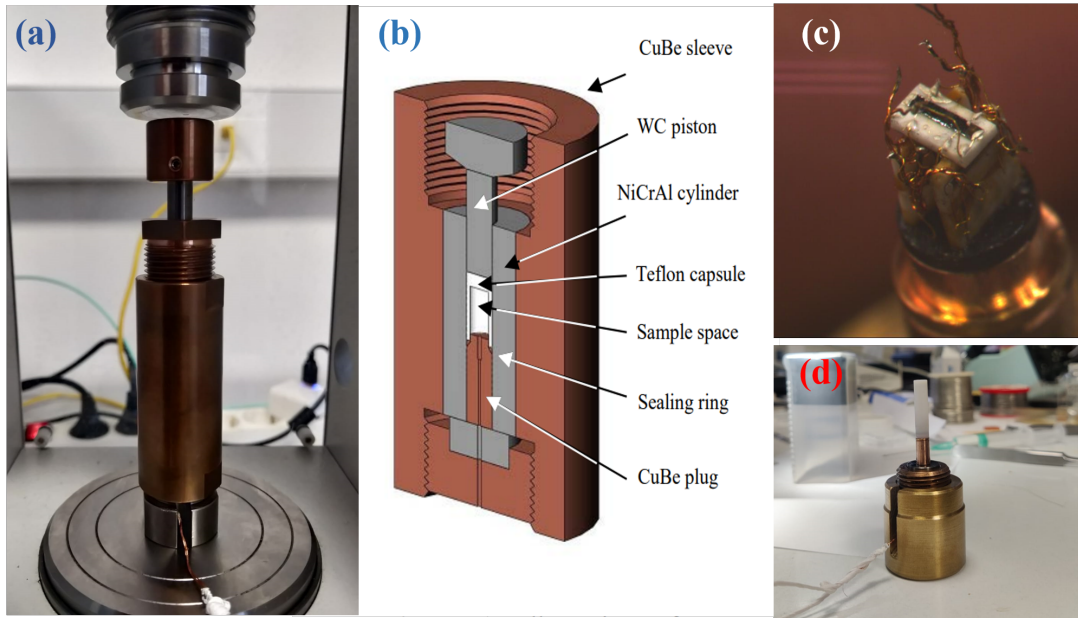 (a)
(b)
CuBe sleeve
WC piston
NiCrAl cylinder
Teflon capsule
Sample space
Sealing ring
CuBe plug
(c)
(d)